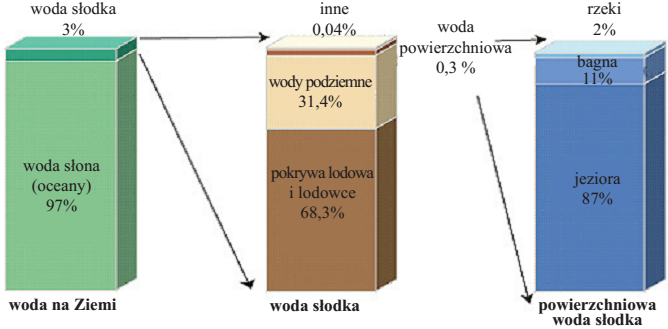 woda słodka
3%
woda słona
(oceany)
97%
woda na Ziemi
inne
0,04%
wody podziemne
31,4%
pokrywa lodowa
i lodowce
68,3%
woda słodka
woda
powierzchniowa
0,3 %
rzeki
2%
bagna
11%
jeziora
87%
powierzchniowa
woda słodka